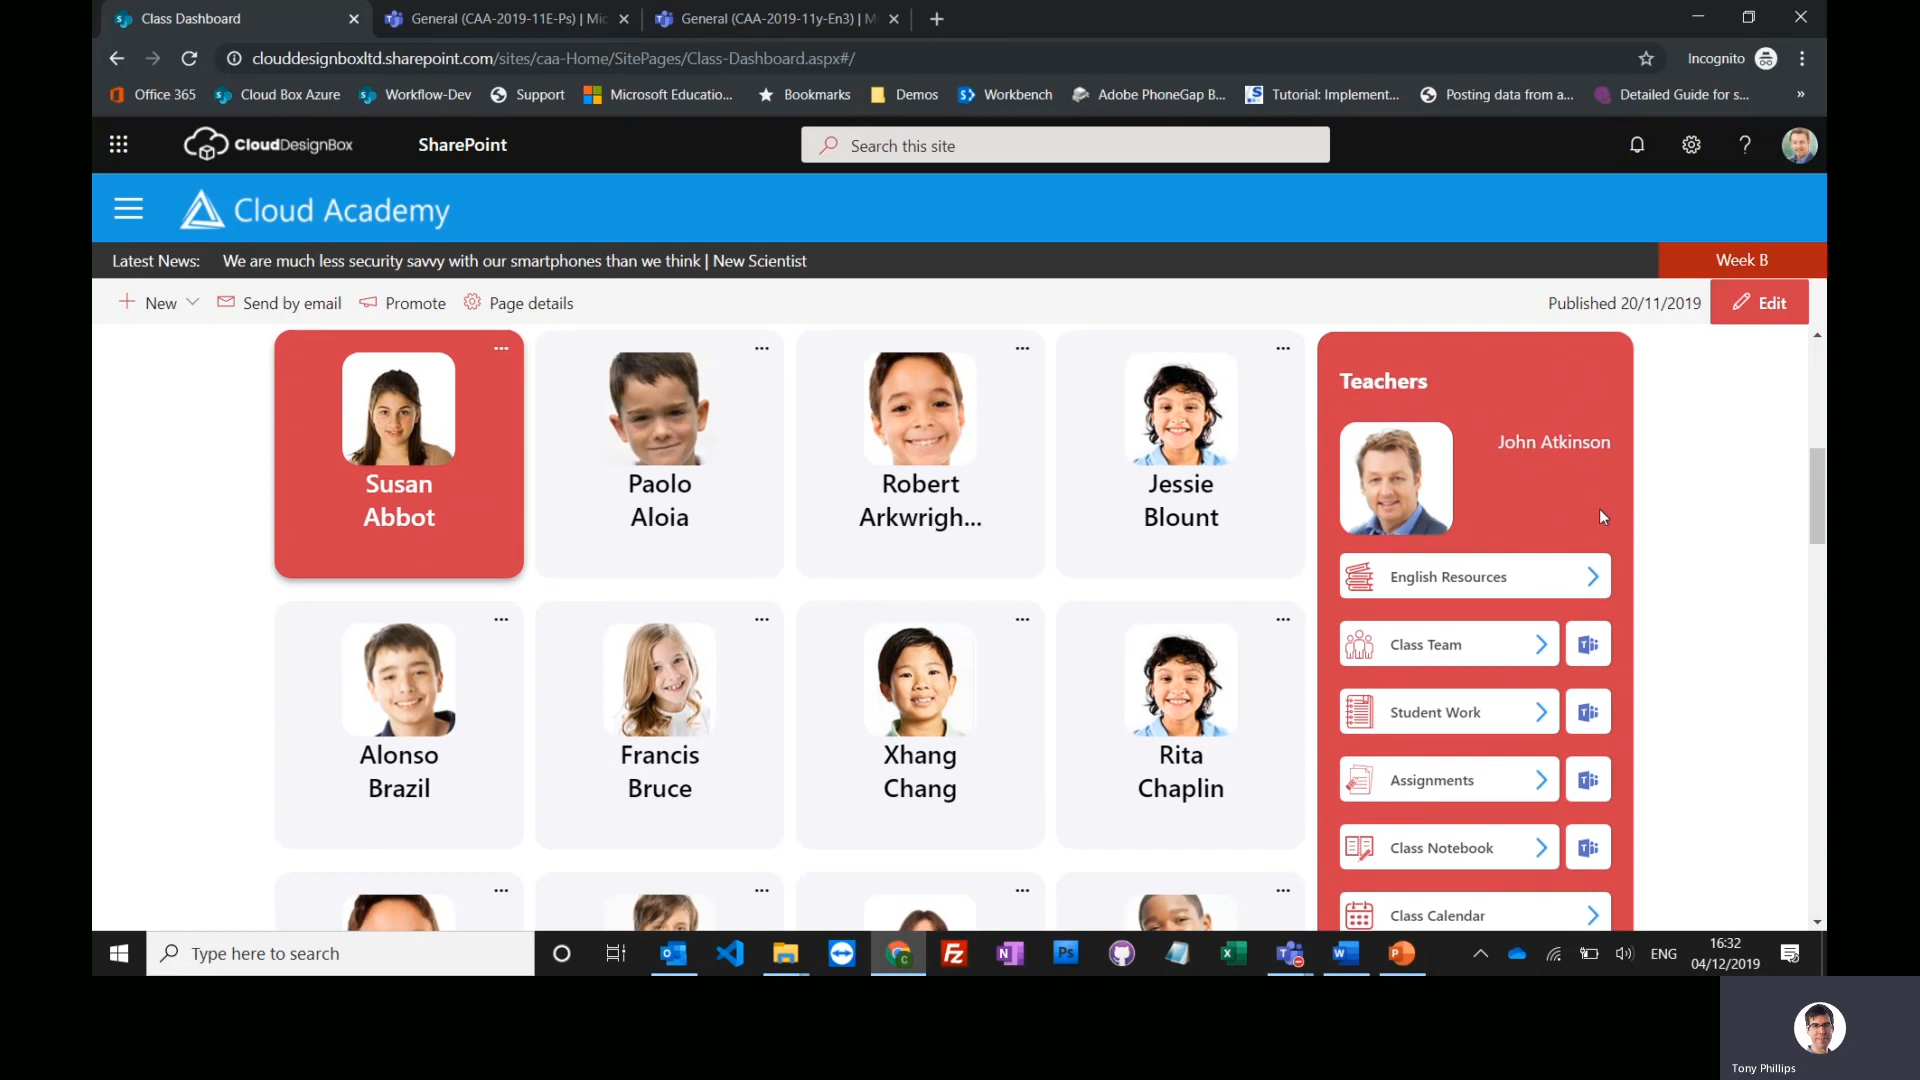 Class Dashboard
General (CAA-2019-11E-Ps) | Mic
General (CAA-2019-11y-En3) | M
clouddesignboxltd.sharepoint.com/sites/caa-Home/SitePages/Class-Dashboard.aspx#/
Incognito
Office 365
Cloud Box Azure
Workflow-Dev
Support
Microsoft Educatio...
Bookmarks
Demos
Workbench
Adobe PhoneGap B...
Tutorial: Implement...
Posting data from a...
Detailed Guide for s...
»
CloudDesignBox
SharePoint
Search this site
Cloud Academy
Latest News: We are much less security savvy with our smartphones than we think | New Scientist
Week B
New
Send by email
Promote
Page details
Published 20/11/2019
Edit
Susan
Abbot
Paolo
Aloia
Robert
Arkwrigh...
Jessie
Blount
Alonso
Brazil
Francis
Bruce
Xhang
Chang
Rita
Chaplin
Teachers
John Atkinson
English Resources
Class Team
Student Work
Assignments
Class Notebook
Class Calendar
Type here to search
ENG
16:32
04/12/2019
Tony Phillips